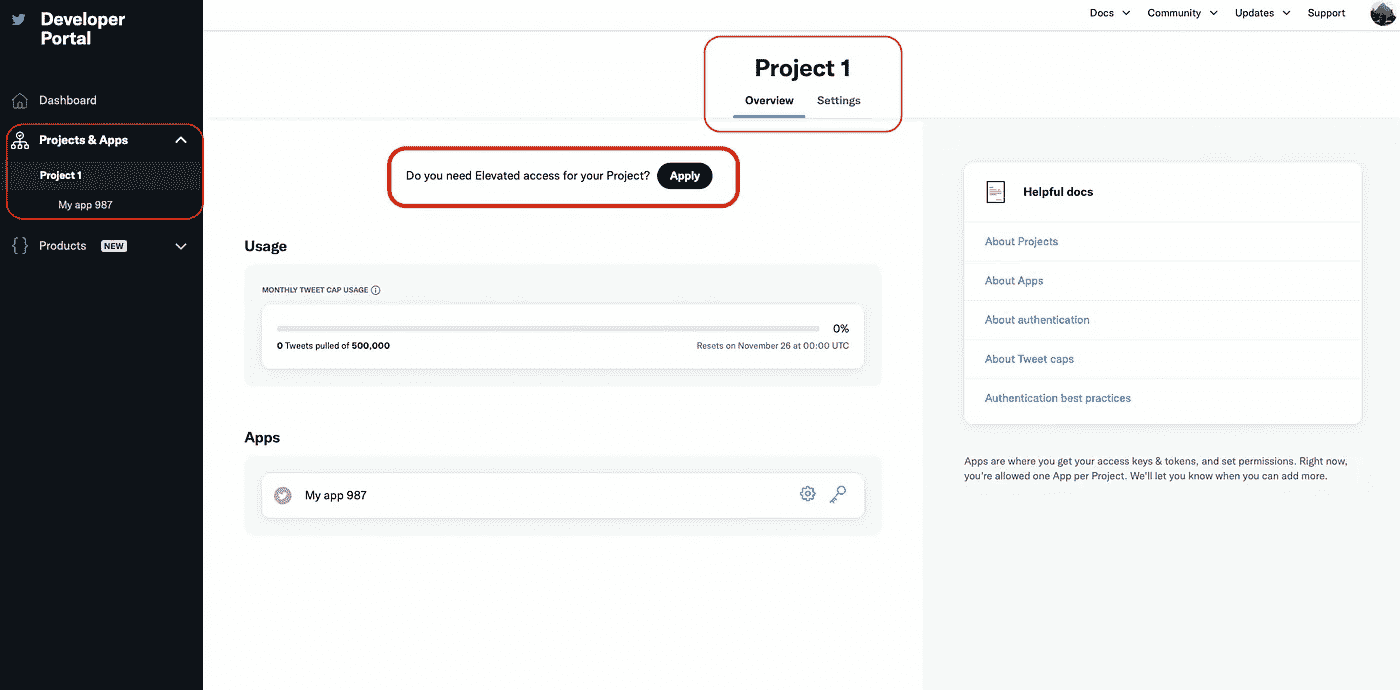 Developer
Portal
Docs
Community
Updates
Support
Dashboard
Projects & Apps
Project 1
My app 987
Products NEW
Project 1
Overview Settings
Do you need Elevated access for your Project? Apply
Usage
MONTHLY TWEET CAP USAGE
0%
0 Tweets pulled of 500,000
Resets on November 26 at 00:00 UTC
Apps
My app 987
Helpful docs
About Projects
About Apps
About authentication
About Tweet caps
Authentication best practices
Apps are where you get your access keys & tokens, and set permissions. Right now,
you're allowed one App per Project. We'll let you know when you can add more.